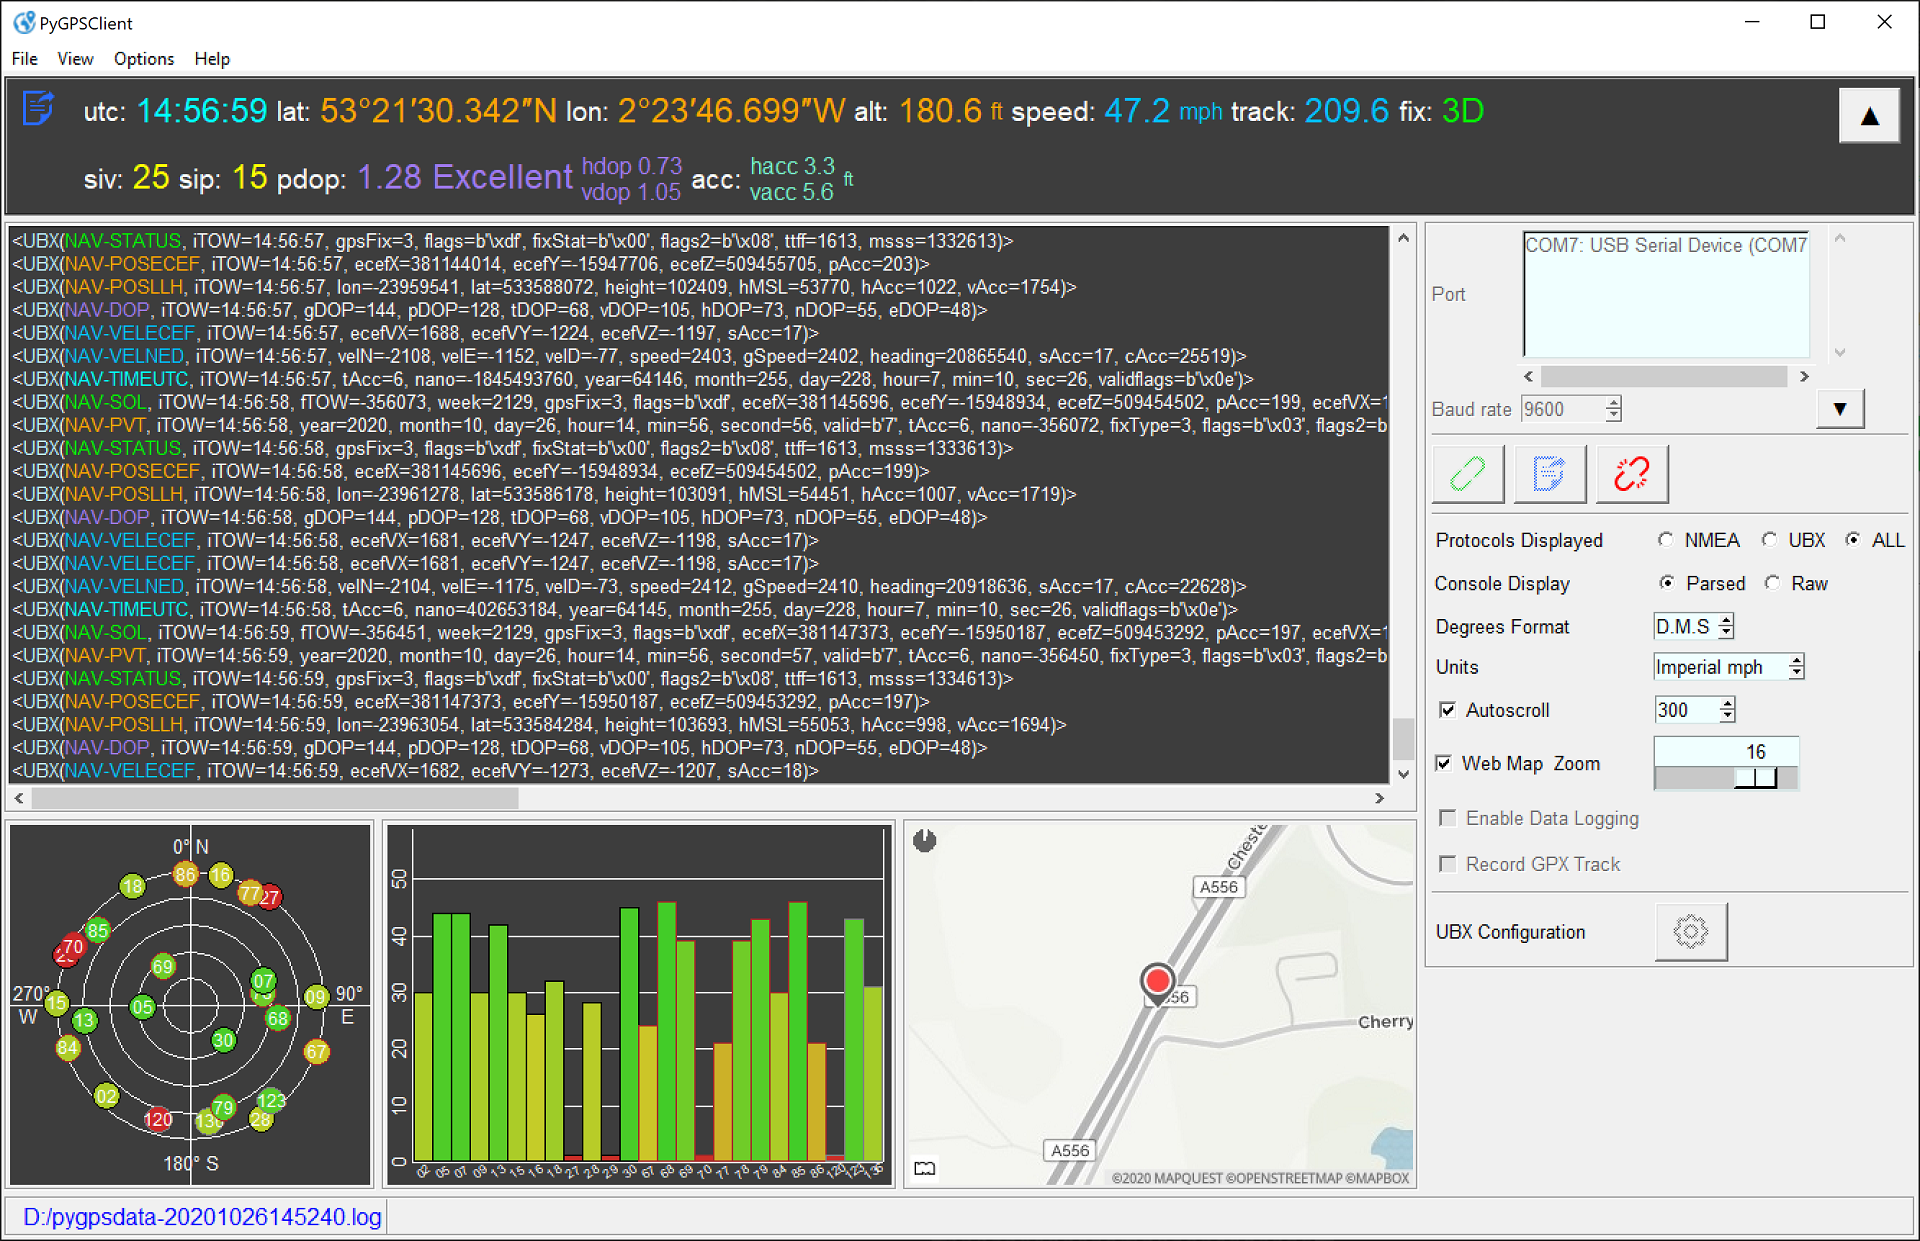 PyGPSClient
File View Options Help
utc: 14:56:59 lat: 53°21′30.342″N lon: 2°23′46.699″W alt: 180.6 ft speed: 47.2 mph track: 209.6 fix: 3D
▲
siv: 25 sip: 15 pdop: 1.28 Excellent hdop 0.73 vdop 1.05 acc: hacc 3.3 vacc 5.6 ft
<UBX(NAV-STATUS, iTOW=14:56:57, gpsFix=3, flags=b'\xdf', fixStat=b'\x00', flags2=b'\x08', ttff=1613, msss=1332613)>
<UBX(NAV-POSECEF, iTOW=14:56:57, ecefX=381144014, ecefY=-15947706, ecefZ=509455705, pAcc=203)>
<UBX(NAV-POSLLH, iTOW=14:56:57, lon=-23959541, lat=533588072, height=102409, hMSL=53770, hAcc=1022, vAcc=1754)>
<UBX(NAV-DOP, iTOW=14:56:57, gDOP=144, pDOP=128, tDOP=68, vDOP=105, hDOP=73, nDOP=55, eDOP=48)>
<UBX(NAV-VELECEF, iTOW=14:56:57, ecefVX=1688, ecefVY=-1224, ecefVZ=-1197, sAcc=17)>
<UBX(NAV-VELNED, iTOW=14:56:57, velN=-2108, velE=-1152, velD=-77, speed=2403, gSpeed=2402, heading=20865540, sAcc=17, cAcc=25519)>
<UBX(NAV-TIMEUTC, iTOW=14:56:57, tAcc=6, nano=-1845493760, year=64146, month=255, day=228, hour=7, min=10, sec=26, validflags=b'\x0e')>
<UBX(NAV-SOL, iTOW=14:56:58, fTOW=-356073, week=2129, gpsFix=3, flags=b'\xdf', ecefX=381145696, ecefY=-15948934, ecefZ=509454502, pAcc=199, ecefVX=1
<UBX(NAV-PVT, iTOW=14:56:58, year=2020, month=10, day=26, hour=14, min=56, second=56, valid=b'7', tAcc=6, nano=-356072, fixType=3, flags=b'\x03', flags2=b
<UBX(NAV-STATUS, iTOW=14:56:58, gpsFix=3, flags=b'\xdf', fixStat=b'\x00', flags2=b'\x08', ttff=1613, msss=1333613)>
<UBX(NAV-POSECEF, iTOW=14:56:58, ecefX=381145696, ecefY=-15948934, ecefZ=509454502, pAcc=199)>
<UBX(NAV-POSLLH, iTOW=14:56:58, lon=-23961278, lat=533586178, height=103091, hMSL=54451, hAcc=1007, vAcc=1719)>
<UBX(NAV-DOP, iTOW=14:56:58, gDOP=144, pDOP=128, tDOP=68, vDOP=105, hDOP=73, nDOP=55, eDOP=48)>
<UBX(NAV-VELECEF, iTOW=14:56:58, ecefVX=1681, ecefVY=-1247, ecefVZ=-1198, sAcc=17)>
<UBX(NAV-VELECEF, iTOW=14:56:58, ecefVX=1681, ecefVY=-1247, ecefVZ=-1198, sAcc=17)>
<UBX(NAV-VELNED, iTOW=14:56:58, velN=-2104, velE=-1175, velD=-73, speed=2412, gSpeed=2410, heading=20918636, sAcc=17, cAcc=22628)>
<UBX(NAV-TIMEUTC, iTOW=14:56:58, tAcc=6, nano=402653184, year=64145, month=255, day=228, hour=7, min=10, sec=26, validflags=b'\x0e')>
<UBX(NAV-SOL, iTOW=14:56:59, fTOW=-356451, week=2129, gpsFix=3, flags=b'\xdf', ecefX=381147373, ecefY=-15950187, ecefZ=509453292, pAcc=197, ecefVX=1
<UBX(NAV-PVT, iTOW=14:56:59, year=2020, month=10, day=26, hour=14, min=56, second=57, valid=b'7', tAcc=6, nano=-356450, fixType=3, flags=b'\x03', flags2=b
<UBX(NAV-STATUS, iTOW=14:56:59, gpsFix=3, flags=b'\xdf', fixStat=b'\x00', flags2=b'\x08', ttff=1613, msss=1334613)>
<UBX(NAV-POSECEF, iTOW=14:56:59, ecefX=381147373, ecefY=-15950187, ecefZ=509453292, pAcc=197)>
<UBX(NAV-POSLLH, iTOW=14:56:59, lon=-23963054, lat=533584284, height=103693, hMSL=55053, hAcc=998, vAcc=1694)>
<UBX(NAV-DOP, iTOW=14:56:59, gDOP=144, pDOP=128, tDOP=68, vDOP=105, hDOP=73, nDOP=55, eDOP=48)>
<UBX(NAV-VELECEF, iTOW=14:56:59, ecefVX=1682, ecefVY=-1273, ecefVZ=-1207, sAcc=18)>
Port COM7: USB Serial Device (COM7
Baud rate 9600 ▼
Protocols Displayed NMEA UBX ALL
Console Display Parsed Raw
Degrees Format D.M.S
Units Imperial mph
Autoscroll 300
Web Map Zoom 16
Enable Data Logging
Record GPX Track
UBX Configuration
0° N
86 16
18 77 27
85
70
69 07
270° 15 05 09 90°
W 13 68 E
84 30 67
02 79 123
120 136 28
180° S
50
40
30
20
10
0
02 05 07 09 13 15 16 18 27 28 29 30 67 68 69 70 77 78 79 84 85 86 120 123 136
Cheste
A556
556
Cherry
A556
©2020 MAPQUEST ©OPENSTREETMAP ©MAPBOX
D:/pygpsdata-20201026145240.log